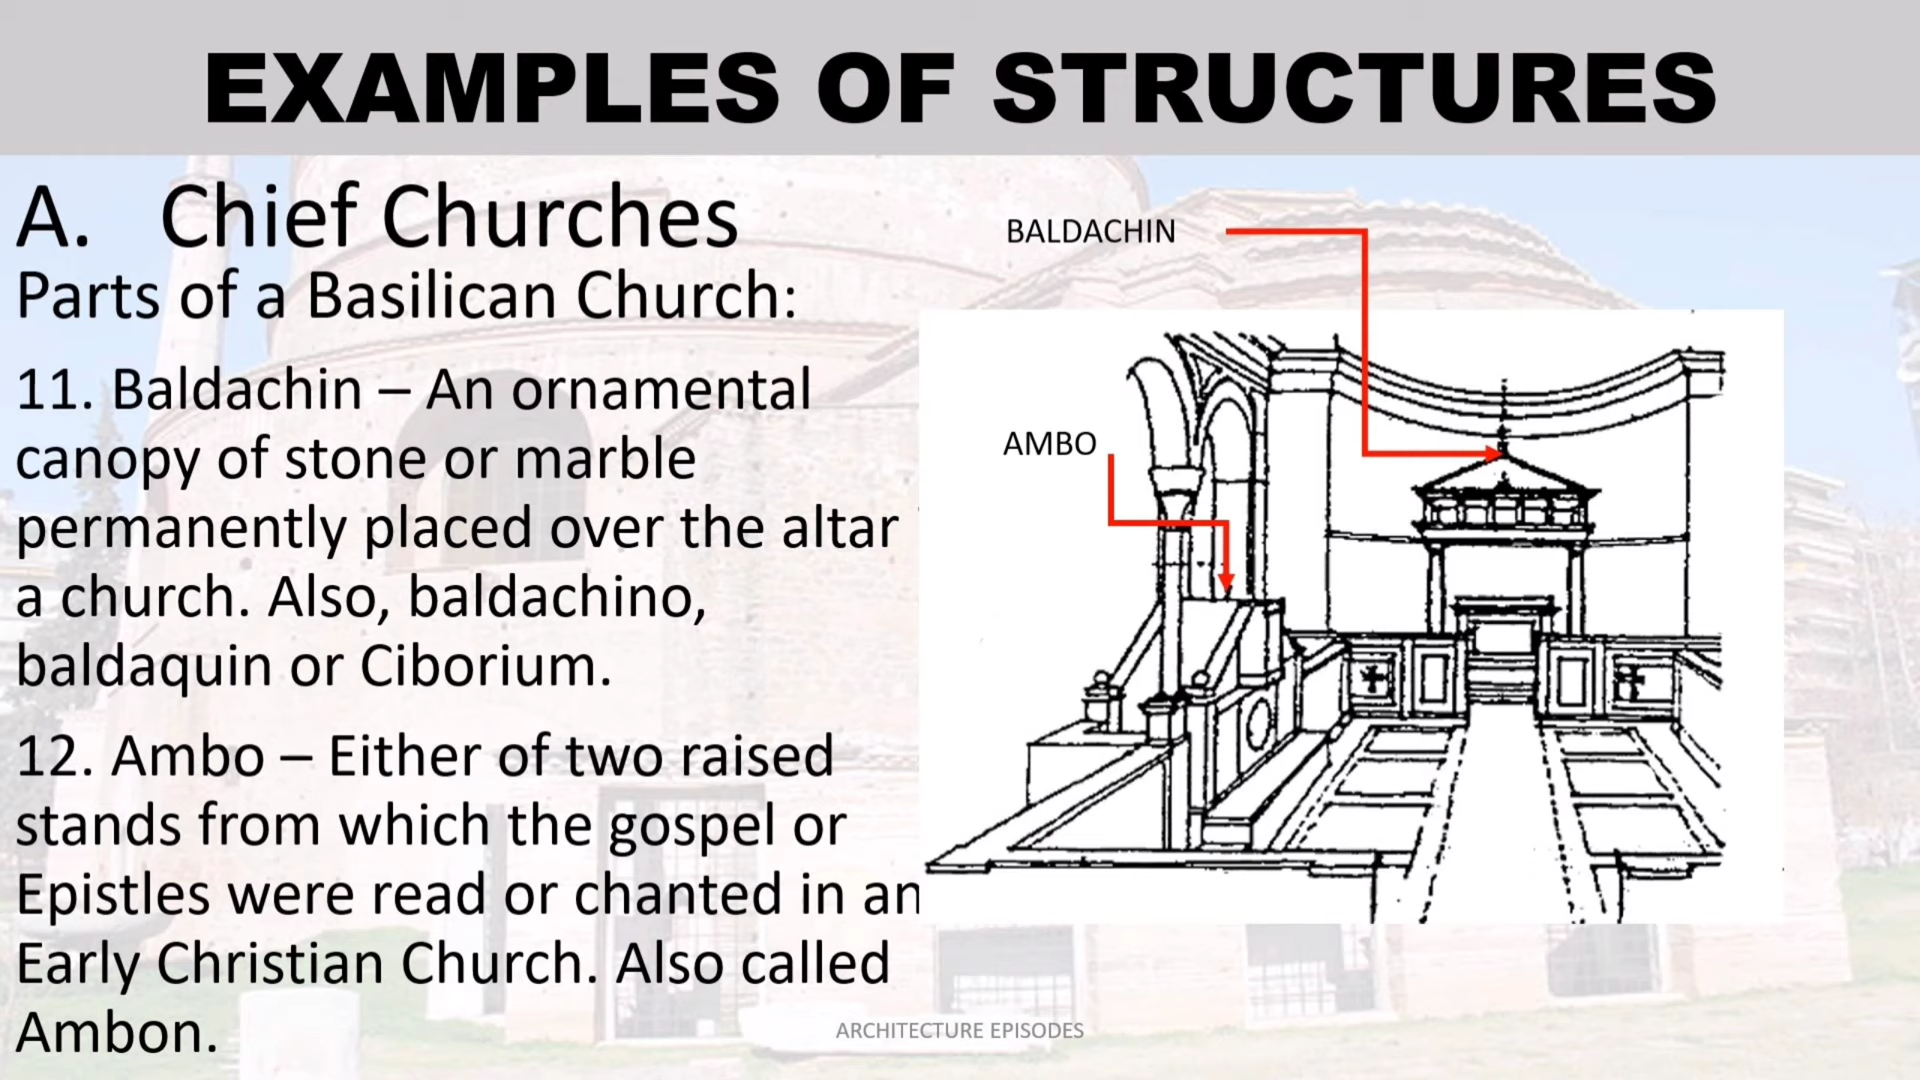 EXAMPLES OF STRUCTURES
A. Chief Churches
Parts of a Basilican Church:
11. Baldachin – An ornamental
canopy of stone or marble
permanently placed over the altar
a church. Also, baldachino,
baldaquin or Ciborium.
12. Ambo – Either of two raised
stands from which the gospel or
Epistles were read or chanted in an
Early Christian Church. Also called
Ambon.
BALDACHIN
AMBO
ARCHITECTURE EPISODES